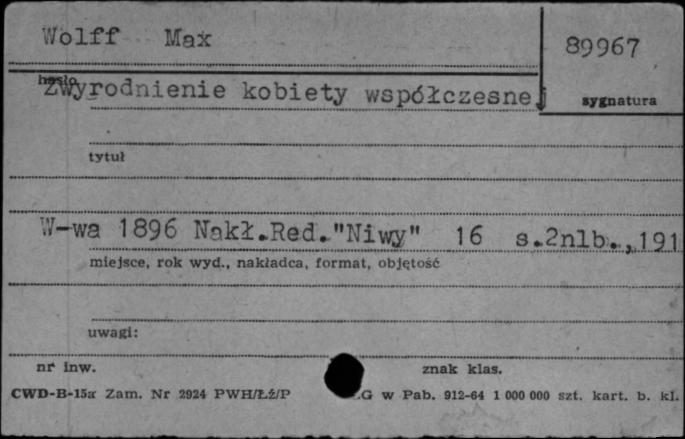 Wolff Max
89967
hasło
Zwyrodnienie kobiety współczesnej
sygnatura
tytuł
W-wa 1896 Nakł.Red."Niwy" 16 s.2nlb.,191
miejsce, rok wyd., nakładca, format, objętość
uwagi:
nr inw.
znak klas.
CWD-B-15a Zam. Nr 2924 PWH/Łź/P G w Pab. 912-64 1 000 000 szt. kart. b. kl.